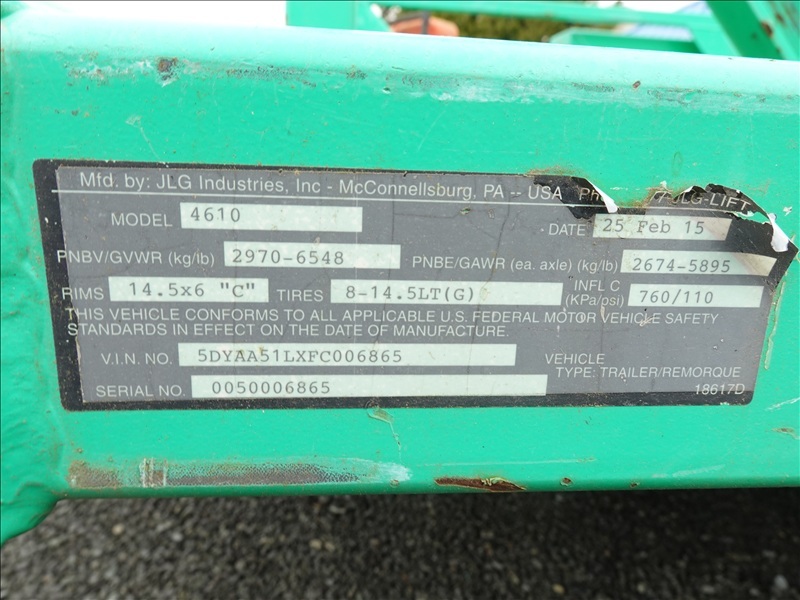 Mfd. by: JLG Industries, Inc - McConnellsburg, PA -- USA JLG-LIFT
MODEL 4610 DATE 25 Feb 15
PNBV/GVWR (kg/lb) 2970-6548 PNBE/GAWR (ea. axle) (kg/lb) 2674-5895
RIMS 14.5x6 "C" TIRES 8-14.5LT(G) INFL C (KPa/psi) 760/110
THIS VEHICLE CONFORMS TO ALL APPLICABLE U.S. FEDERAL MOTOR VEHICLE SAFETY
STANDARDS IN EFFECT ON THE DATE OF MANUFACTURE.
V.I.N. NO. 5DYAA51LXFC006865 VEHICLE
SERIAL NO. 0050006865 TYPE: TRAILER/REMORQUE
18617D